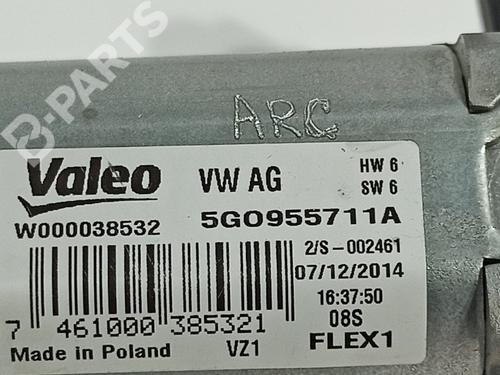 B-PARTS
ARC
Valeo VW AG HW 6
SW 6
W000038532 5G0955711A
2/S-002461
07/12/2014
16:37:50
7 461000 385321 08S
Made in Poland VZ1 FLEX1